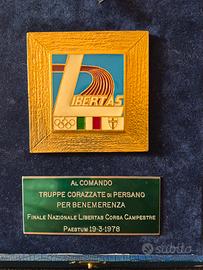 LIBERTAS
AL COMANDO
TRUPPE CORAZZATE DI PERSANO
PER BENEMERENZA
FINALE NAZIONALE LIBERTAS CORSA CAMPESTRE
PAESTUM 19-3-1978
subito